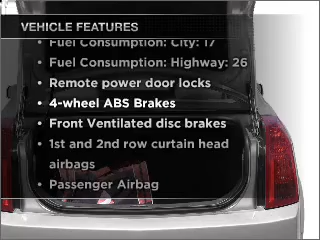 VEHICLE FEATURES
• Fuel Consumption: City: 17
• Fuel Consumption: Highway: 26
• Remote power door locks
• 4-wheel ABS Brakes
• Front Ventilated disc brakes
• 1st and 2nd row curtain head
airbags
• Passenger Airbag